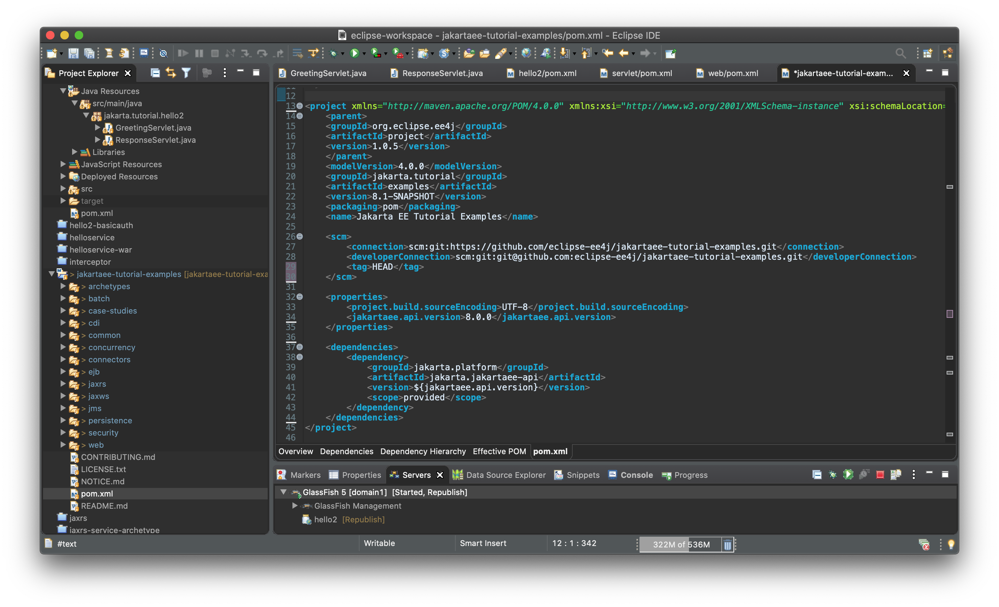 eclipse-workspace - jakartaee-tutorial-examples/pom.xml - Eclipse IDE
Project Explorer
Java Resources
src/main/java
jakarta.tutorial.hello2
GreetingServlet.java
ResponseServlet.java
Libraries
JavaScript Resources
Deployed Resources
src
target
pom.xml
hello2-basicauth
helloservice
helloservice-war
interceptor
> jakartaee-tutorial-examples [jakartaee-tutorial-exa
> archetypes
> batch
> case-studies
> cdi
> common
> concurrency
> connectors
> ejb
> jaxrs
> jaxws
> jms
> persistence
> security
> web
CONTRIBUTING.md
LICENSE.txt
NOTICE.md
pom.xml
README.md
jaxrs
jaxrs-service-archetype
GreetingServlet.java ResponseServlet.java hello2/pom.xml servlet/pom.xml web/pom.xml *jakartaee-tutorial-exam...
11
12
13 <project xmlns="http://maven.apache.org/POM/4.0.0" xmlns:xsi="http://www.w3.org/2001/XMLSchema-instance" xsi:schemaLocation=
14 <parent>
15 <groupId>org.eclipse.ee4j</groupId>
16 <artifactId>project</artifactId>
17 <version>1.0.5</version>
18 </parent>
19 <modelVersion>4.0.0</modelVersion>
20 <groupId>jakarta.tutorial</groupId>
21 <artifactId>examples</artifactId>
22 <version>8.1-SNAPSHOT</version>
23 <packaging>pom</packaging>
24 <name>Jakarta EE Tutorial Examples</name>
25
26 <scm>
27 <connection>scm:git:https://github.com/eclipse-ee4j/jakartaee-tutorial-examples.git</connection>
28 <developerConnection>scm:git:git@github.com:eclipse-ee4j/jakartaee-tutorial-examples.git</developerConnection>
29 <tag>HEAD</tag>
30 </scm>
31
32 <properties>
33 <project.build.sourceEncoding>UTF-8</project.build.sourceEncoding>
34 <jakartaee.api.version>8.0.0</jakartaee.api.version>
35 </properties>
36
37 <dependencies>
38 <dependency>
39 <groupId>jakarta.platform</groupId>
40 <artifactId>jakarta.jakartaee-api</artifactId>
41 <version>${jakartaee.api.version}</version>
42 <scope>provided</scope>
43 </dependency>
44 </dependencies>
45 </project>
46
Overview Dependencies Dependency Hierarchy Effective POM pom.xml
Markers Properties Servers Data Source Explorer Snippets Console Progress
GlassFish 5 [domain1] [Started, Republish]
GlassFish Management
hello2 [Republish]
#text Writable Smart Insert 12 : 1 : 342 322M of 536M